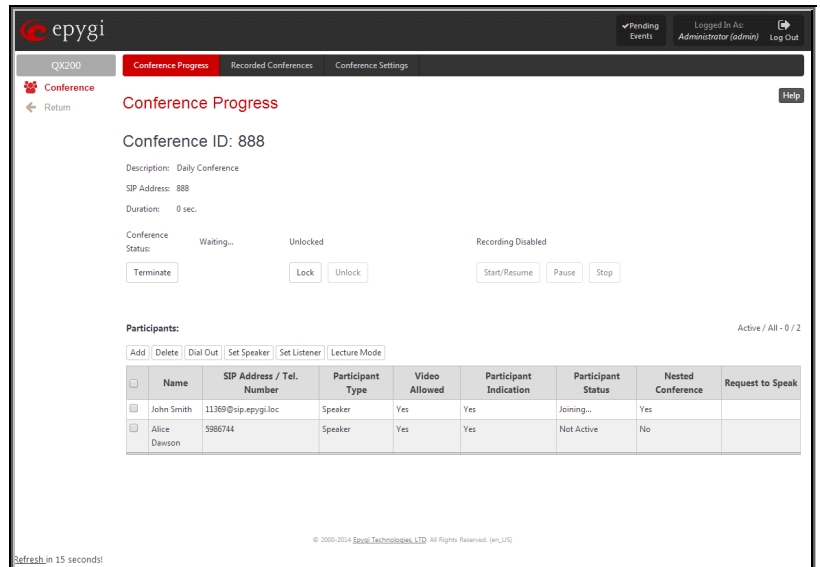 epygi
✔Pending Events
Logged In As:
Administrator (admin)
Log Out
QX200
Conference Progress
Recorded Conferences
Conference Settings
Conference
Return
Help
Conference Progress
Conference ID: 888
Description: Daily Conference
SIP Address: 888
Duration: 0 sec.
Conference Status: Waiting... Unlocked Recording Disabled
Terminate Lock Unlock Start/Resume Pause Stop
Participants: Active / All - 0 / 2
Add Delete Dial Out Set Speaker Set Listener Lecture Mode
Name SIP Address / Tel. Number Participant Type Video Allowed Participant Indication Participant Status Nested Conference Request to Speak
John Smith 11369@sip.epygi.loc Speaker Yes Yes Joining... Yes
Alice Dawson 5986744 Speaker Yes Yes Not Active No
© 2000-2014 Epygi Technologies, LTD. All Rights Reserved. (en_US)
Refresh in 15 seconds!